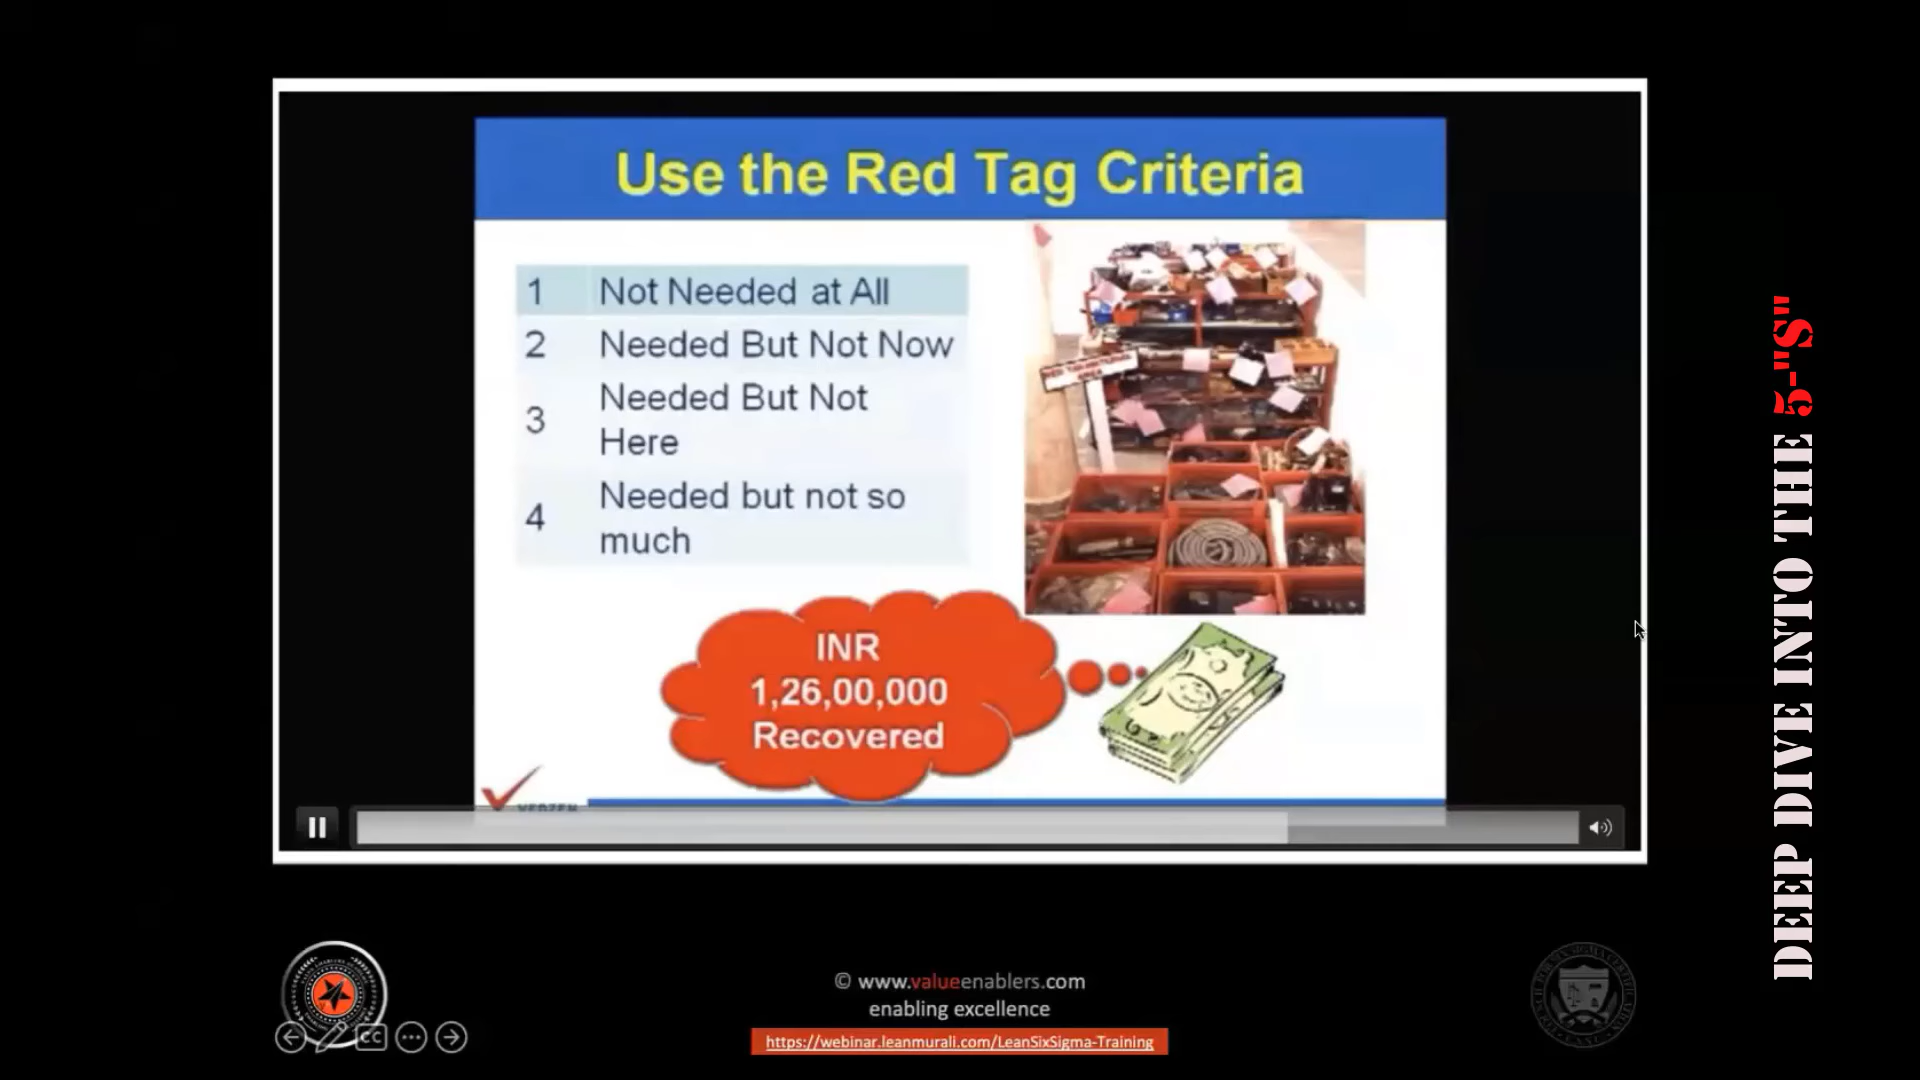 Use the Red Tag Criteria
1 Not Needed at All
2 Needed But Not Now
3 Needed But Not
Here
4 Needed but not so
much
INR
1,26,00,000
Recovered
DEEP DIVE INTO THE 5-"S"
© www.valueenablers.com
enabling excellence
https://webinar.leanmurali.com/LeanSixSigma-Training
CC